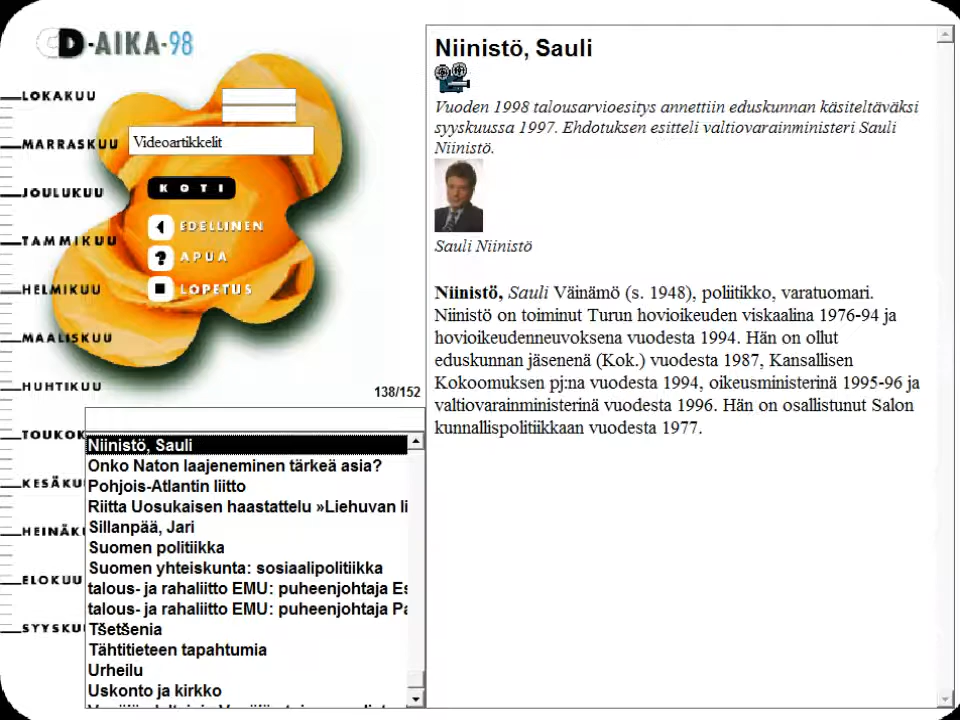 CD-AIKA-98
LOKAKUU
MARRASKUU
JOULUKUU
TAMMIKUU
HELMIKUU
MAALISKUU
HUHTIKUU
TOUKOK
KESÄKU
HEINÄK
ELOKUU
SYYSKU
Videoartikkelit
KOTI
EDELLINEN
? APUA
LOPETUS
138/152
Niinistö, Sauli
Onko Naton laajeneminen tärkeä asia?
Pohjois-Atlantin liitto
Riitta Uosukaisen haastattelu »Liehuvan li
Sillanpää, Jari
Suomen politiikka
Suomen yhteiskunta: sosiaalipolitiikka
talous- ja rahaliitto EMU: puheenjohtaja Es
talous- ja rahaliitto EMU: puheenjohtaja Pa
Tšetšenia
Tähtitieteen tapahtumia
Urheilu
Uskonto ja kirkko
Niinistö, Sauli
Vuoden 1998 talousarvioesitys annettiin eduskunnan käsiteltäväksi
syyskuussa 1997. Ehdotuksen esitteli valtiovarainministeri Sauli
Niinistö.
Sauli Niinistö
Niinistö, Sauli Väinämö (s. 1948), poliitikko, varatuomari.
Niinistö on toiminut Turun hovioikeuden viskaalina 1976-94 ja
hovioikeudenneuvoksena vuodesta 1994. Hän on ollut
eduskunnan jäsenenä (Kok.) vuodesta 1987, Kansallisen
Kokoomuksen pj:na vuodesta 1994, oikeusministerinä 1995-96 ja
valtiovarainministerinä vuodesta 1996. Hän on osallistunut Salon
kunnallispolitiikkaan vuodesta 1977.